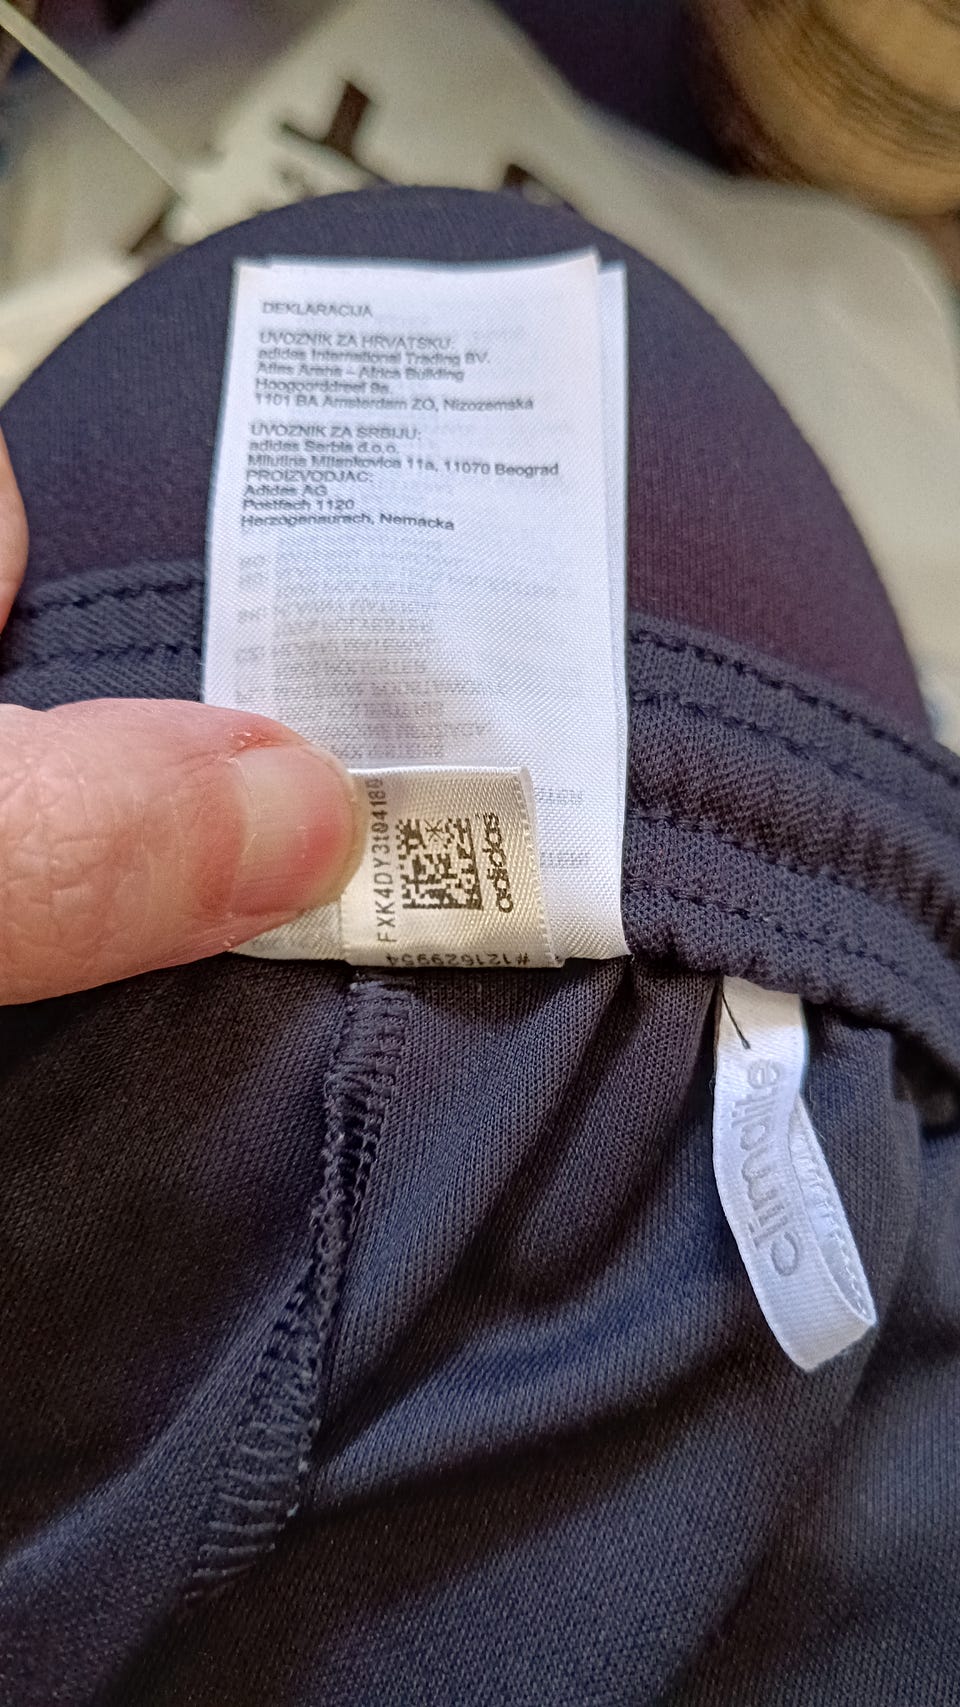 DEKLARACIJA
UVOZNIK ZA HRVATSKU:
adidas International Trading BV.
Atlas Arena – Africa Building
Hoogoorddreef 9a.
1101 BA Amsterdam ZO, Nizozemska
UVOZNIK ZA SRBIJU:
adidas Serbia d.o.o.
Milutina Milankovica 11a, 11070 Beograd
PROIZVODJAC:
Adidas AG
Postfach 1120
Herzogenaurach, Nemacka
adidas
#121629954
climalite